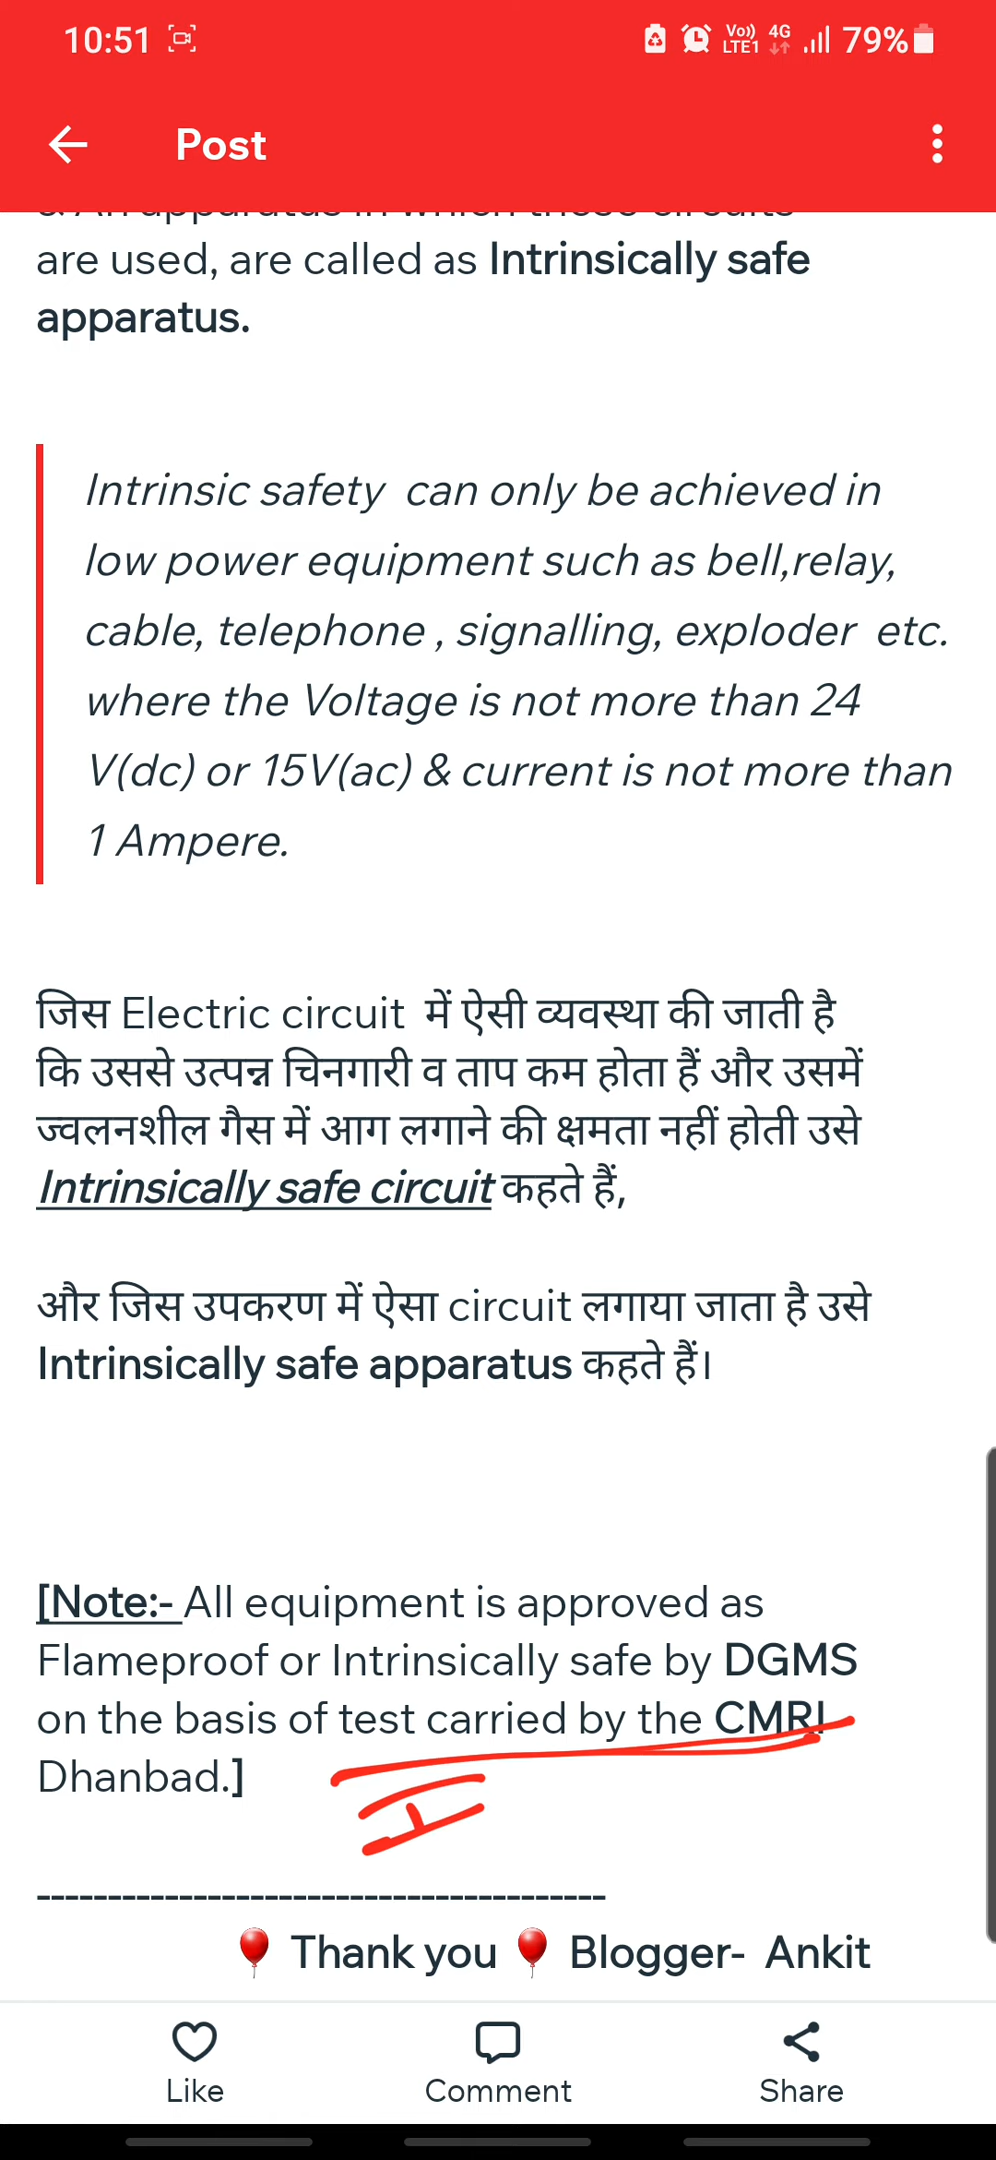 10:51 Vo)) LTE1 4G 79%
Post
are used, are called as Intrinsically safe
apparatus.
Intrinsic safety can only be achieved in
low power equipment such as bell,relay,
cable, telephone , signalling, exploder etc.
where the Voltage is not more than 24
V(dc) or 15V(ac) & current is not more than
1 Ampere.
जिस Electric circuit में ऐसी व्यवस्था की जाती है
कि उससे उत्पन्न चिनगारी व ताप कम होता हैं और उसमें
ज्वलनशील गैस में आग लगाने की क्षमता नहीं होती उसे
Intrinsically safe circuit कहते हैं,
और जिस उपकरण में ऐसा circuit लगाया जाता है उसे
Intrinsically safe apparatus कहते हैं।
[Note:- All equipment is approved as
Flameproof or Intrinsically safe by DGMS
on the basis of test carried by the CMRI
Dhanbad.]
----------------------------------------
🎈 Thank you 🎈 Blogger- Ankit
Like Comment Share